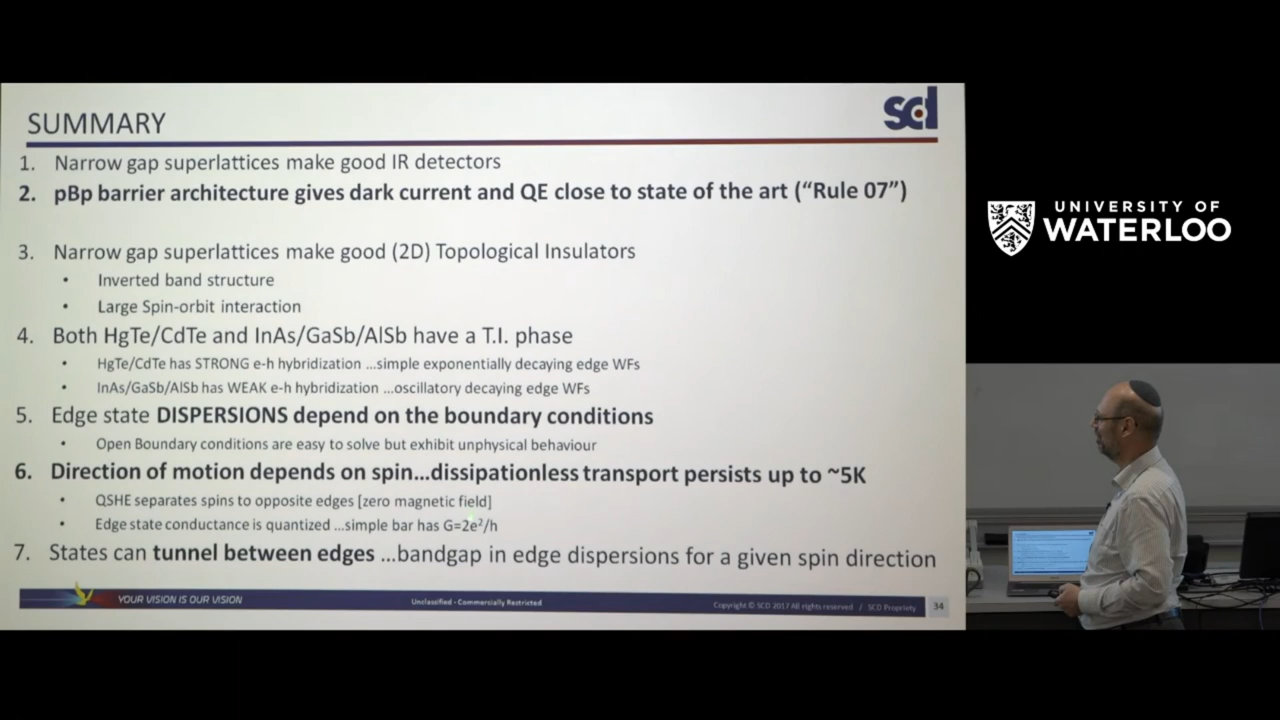 SUMMARY
scd
1. Narrow gap superlattices make good IR detectors
2. pBp barrier architecture gives dark current and QE close to state of the art (“Rule 07”)
3. Narrow gap superlattices make good (2D) Topological Insulators
• Inverted band structure
• Large Spin-orbit interaction
4. Both HgTe/CdTe and InAs/GaSb/AlSb have a T.I. phase
• HgTe/CdTe has STRONG e-h hybridization ...simple exponentially decaying edge WFs
• InAs/GaSb/AlSb has WEAK e-h hybridization ...oscillatory decaying edge WFs
5. Edge state DISPERSIONS depend on the boundary conditions
• Open Boundary conditions are easy to solve but exhibit unphysical behaviour
6. Direction of motion depends on spin...dissipationless transport persists up to ~5K
• QSHE separates spins to opposite edges [zero magnetic field]
• Edge state conductance is quantized ...simple bar has G=2e²/h
7. States can tunnel between edges ...bandgap in edge dispersions for a given spin direction
YOUR VISION IS OUR VISION
Unclassified - Commercially Restricted
Copyright © SCD 2017 All rights reserved / SCD Propriety
34
UNIVERSITY OF
WATERLOO